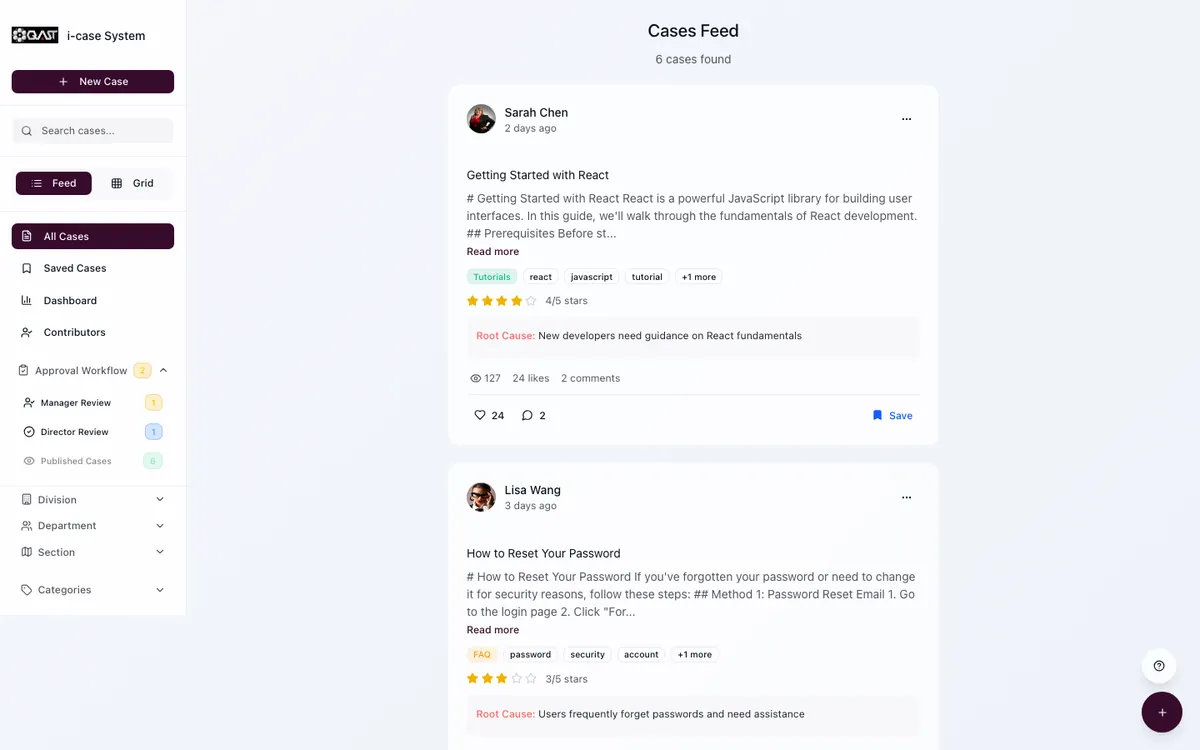 QAST i-case System
+ New Case
Search cases...
Feed
Grid
All Cases
Saved Cases
Dashboard
Contributors
Approval Workflow 2
Manager Review 1
Director Review 1
Published Cases 6
Division
Department
Section
Categories
Cases Feed
6 cases found
Sarah Chen
2 days ago
...
Getting Started with React
# Getting Started with React React is a powerful JavaScript library for building user
interfaces. In this guide, we'll walk through the fundamentals of React development.
## Prerequisites Before st...
Read more
Tutorials react javascript tutorial +1 more
4/5 stars
Root Cause: New developers need guidance on React fundamentals
127 24 likes 2 comments
24 2 Save
Lisa Wang
3 days ago
...
How to Reset Your Password
# How to Reset Your Password If you've forgotten your password or need to change
it for security reasons, follow these steps: ## Method 1: Password Reset Email 1. Go
to the login page 2. Click "For...
Read more
FAQ password security account +1 more
3/5 stars
Root Cause: Users frequently forget passwords and need assistance